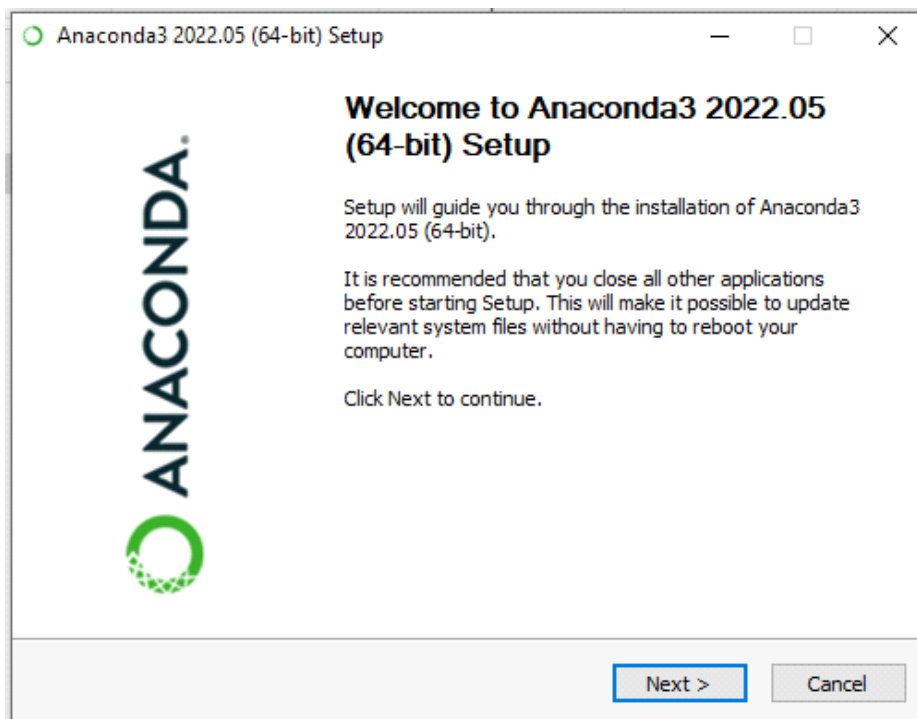 Anaconda3 2022.05 (64-bit) Setup
Welcome to Anaconda3 2022.05
(64-bit) Setup
ANACONDA.
Setup will guide you through the installation of Anaconda3
2022.05 (64-bit).
It is recommended that you close all other applications
before starting Setup. This will make it possible to update
relevant system files without having to reboot your
computer.
Click Next to continue.
Next >
Cancel